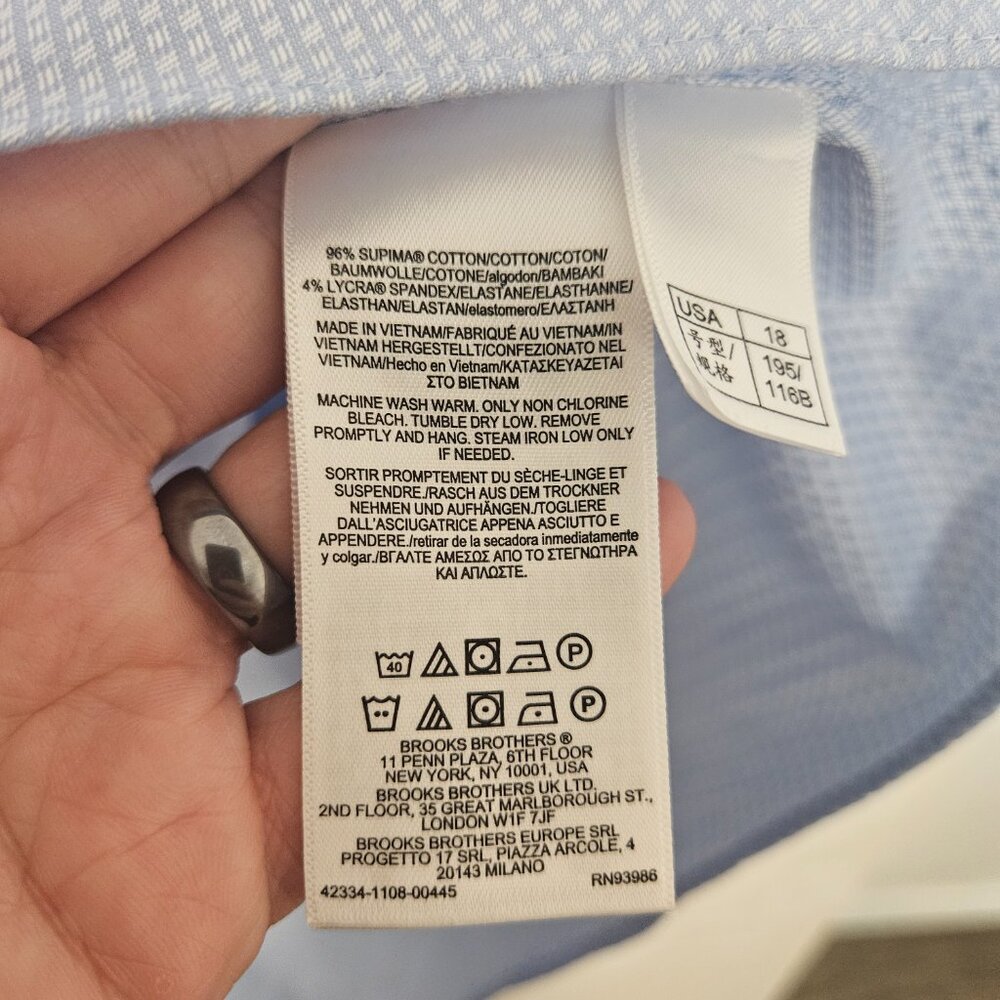 96% SUPIMA® COTTON/COTTON/COTON/
BAUMWOLLE/COTONE/algodon/ΒΑΜΒΑΚΙ
4% LYCRA® SPANDEX/ELASTANE/ELASTHANNE/
ELASTHAN/ELASTAN/elastomero/ΕΛΑΣΤΑΝΗ
MADE IN VIETNAM/FABRIQUÉ AU VIETNAM/IN
VIETNAM HERGESTELLT/CONFEZIONATO NEL
VIETNAM/Hecho en Vietnam/ΚΑΤΑΣΚΕΥΑΖΕΤΑΙ
ΣΤΟ ΒΙΕΤΝΑΜ
MACHINE WASH WARM. ONLY NON CHLORINE
BLEACH. TUMBLE DRY LOW. REMOVE
PROMPTLY AND HANG. STEAM IRON LOW ONLY
IF NEEDED.
SORTIR PROMPTEMENT DU SÈCHE-LINGE ET
SUSPENDRE./RASCH AUS DEM TROCKNER
NEHMEN UND AUFHÄNGEN./TOGLIERE
DALL'ASCIUGATRICE APPENA ASCIUTTO E
APPENDERE./retirar de la secadora inmediatamente
y colgar./ΒΓΑΛΤΕ ΑΜΕΣΩΣ ΑΠΟ ΤΟ ΣΤΕΓΝΩΤΗΡΑ
ΚΑΙ ΑΠΛΩΣΤΕ.
40 P
P
BROOKS BROTHERS ®
11 PENN PLAZA, 6TH FLOOR
NEW YORK, NY 10001, USA
BROOKS BROTHERS UK LTD.
2ND FLOOR, 35 GREAT MARLBOROUGH ST.,
LONDON W1F 7JF
BROOKS BROTHERS EUROPE SRL
PROGETTO 17 SRL, PIAZZA ARCOLE, 4
20143 MILANO
42334-1108-00445 RN93986
USA 18
号型/ 195/
规格 116B